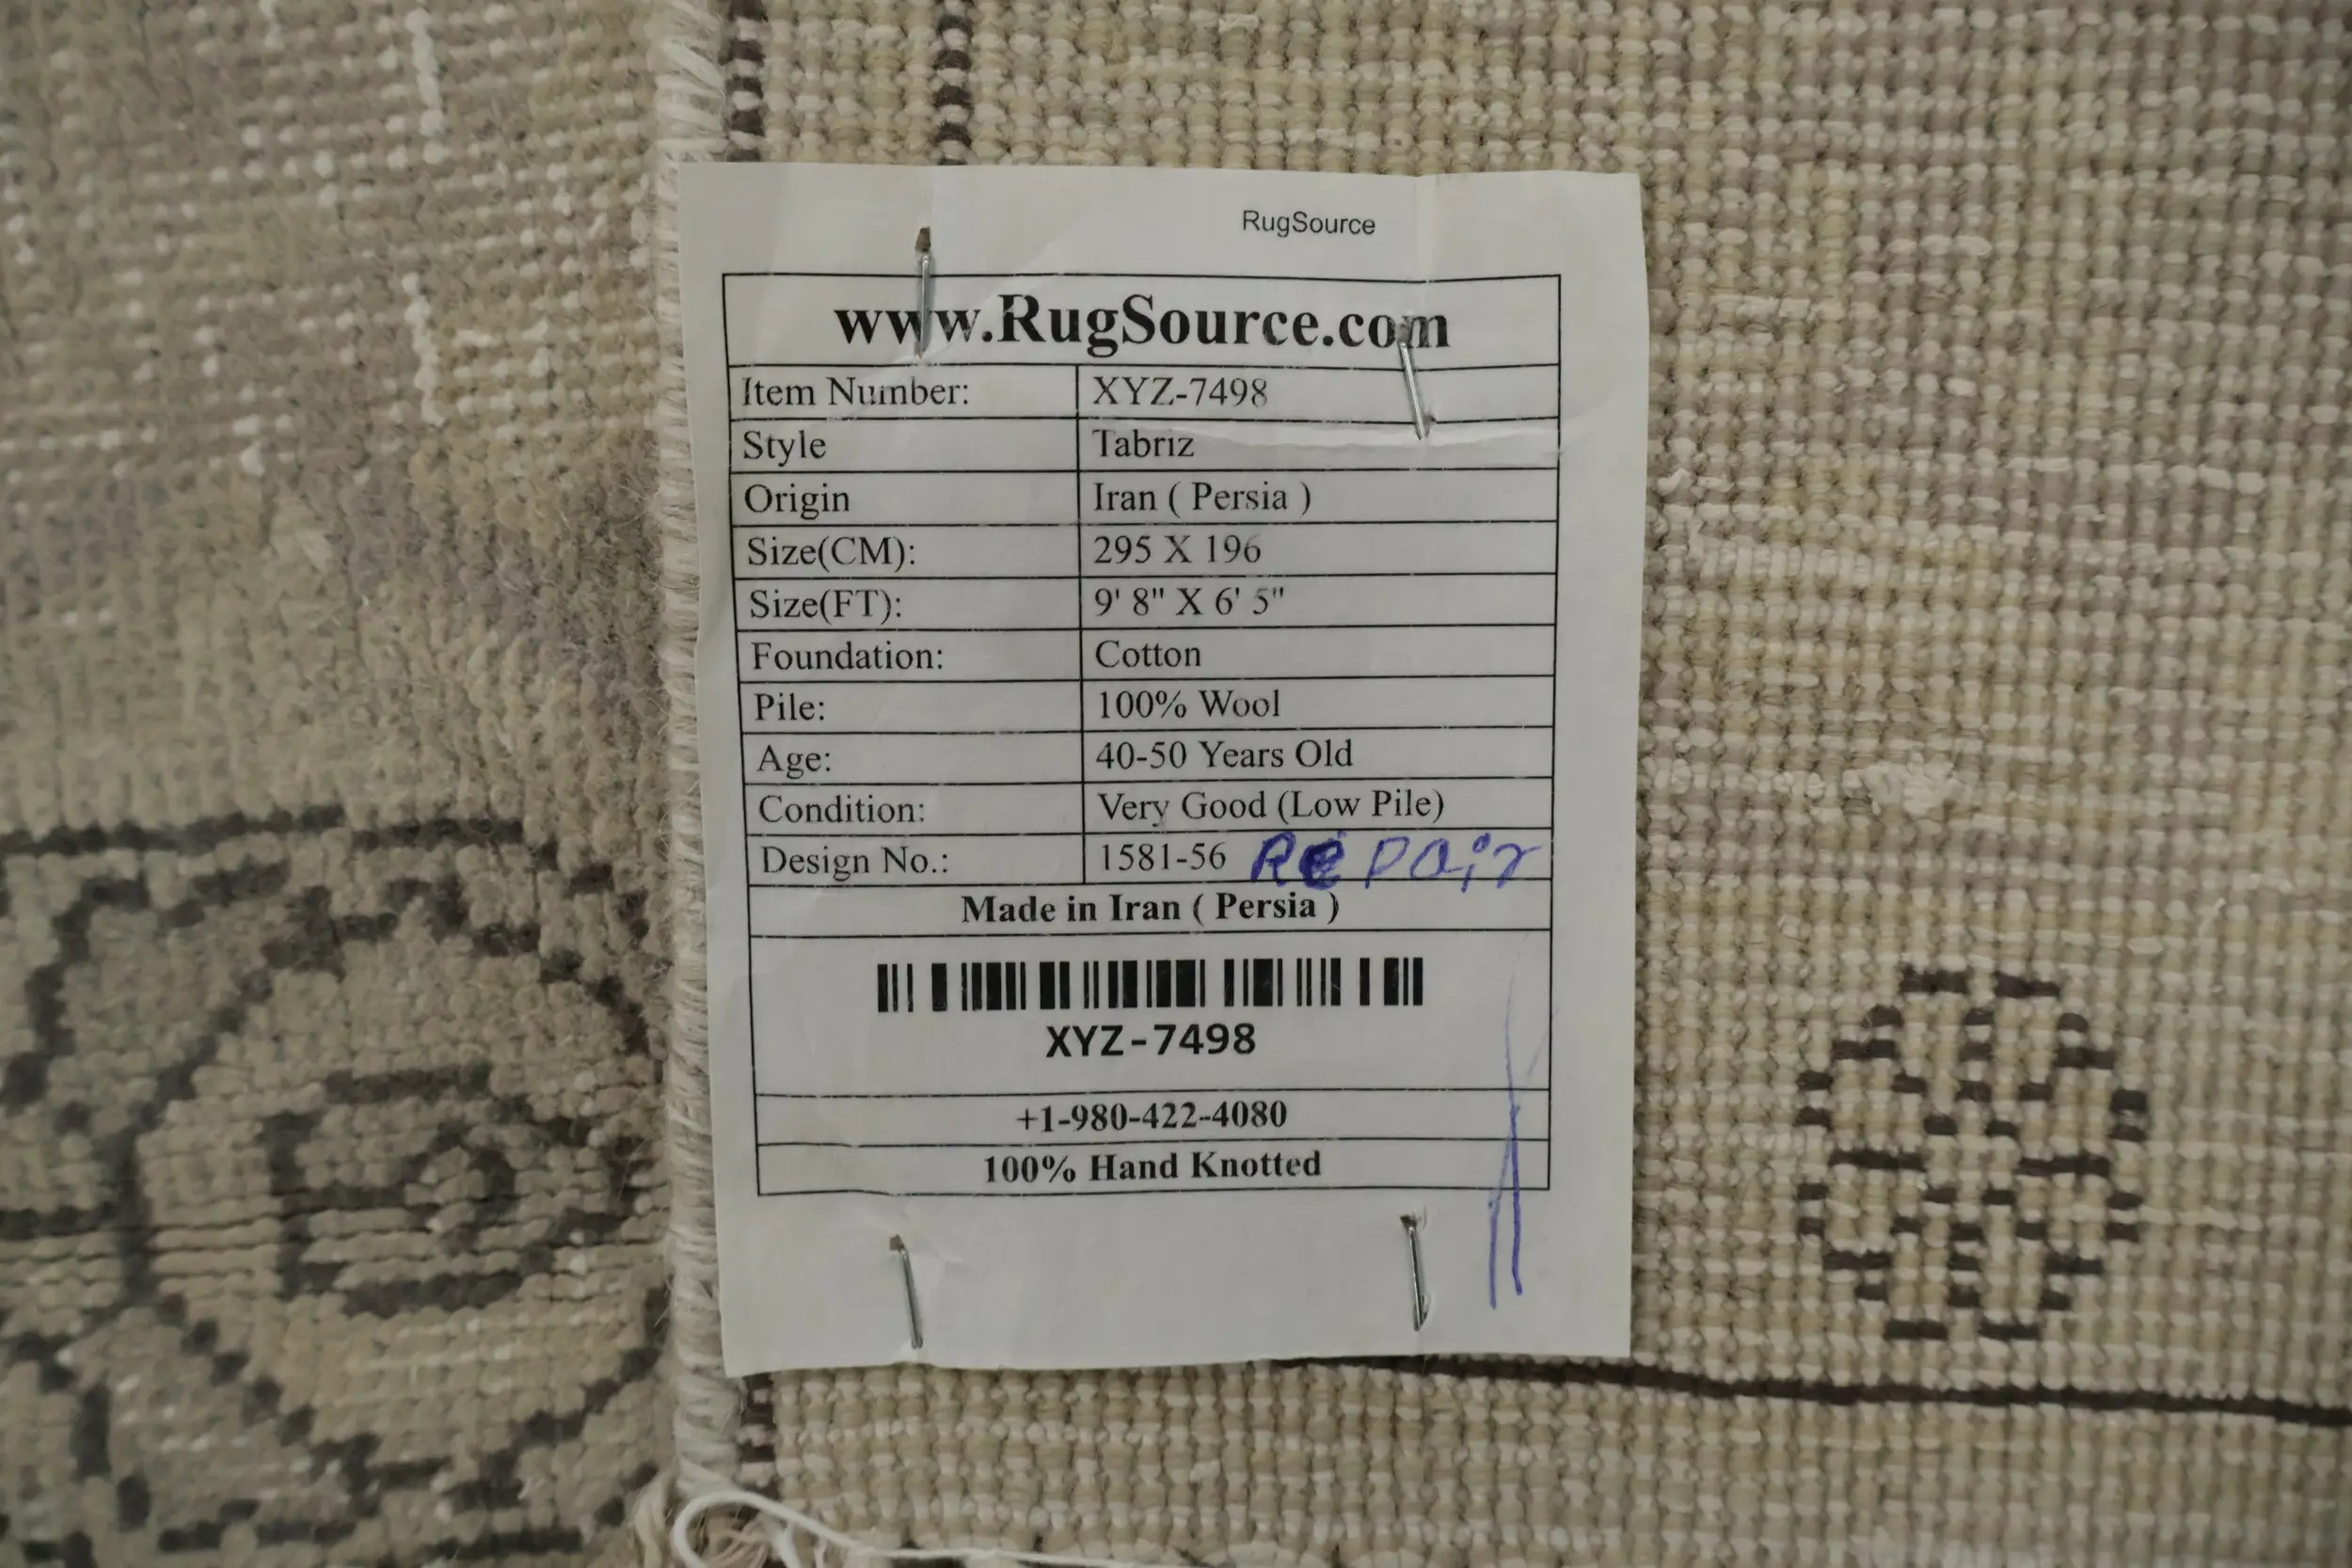 RugSource
www.RugSource.com
Item Number: XYZ-7498
Style Tabriz
Origin Iran ( Persia )
Size(CM): 295 X 196
Size(FT): 9' 8" X 6' 5"
Foundation: Cotton
Pile: 100% Wool
Age: 40-50 Years Old
Condition: Very Good (Low Pile)
Design No.: 1581-56 RePair
Made in Iran ( Persia )
XYZ-7498
+1-980-422-4080
100% Hand Knotted